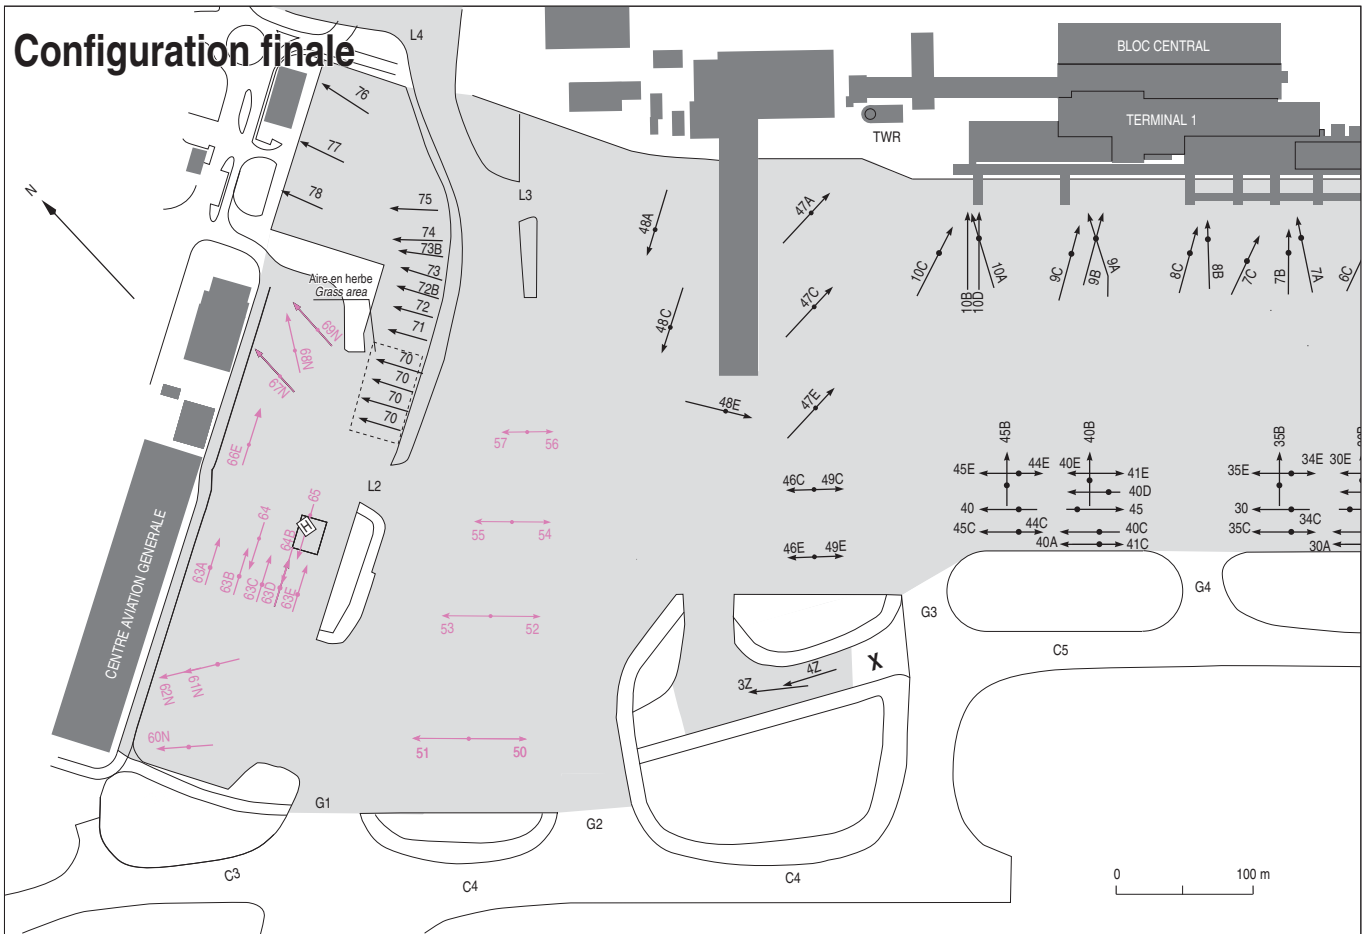 Configuration finale
L4
BLOC CENTRAL
TERMINAL 1
TWR
N
76
77
78
75
74
73B
73
72B
72
71
70
70
70
70
L3
Aire en herbe
Grass area
69N
68N
67N
66E
65
64
64B
63A
63B
63C
63D
63E
62N
61N
60N
L2
CENTRE AVIATION GENERALE
48A
48C
48E
47A
47C
47E
57
56
55
54
53
52
51
50
46C
49C
46E
49E
10C
10B
10D
10A
9C
9B
9A
8C
8B
7C
7B
7A
6C
45B
40B
35B
45E
44E
40E
41E
40D
40
45
45C
44C
40C
40A
41C
35E
34E
30E
30
34C
35C
30A
G3
G4
C5
X
4Z
3Z
G1
G2
C3
C4
C4
0
100 m